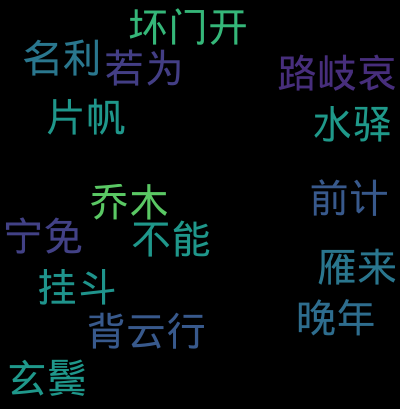 坏门开
名利
若为
路岐哀
片帆
水驿
前计
乔木
宁免
不能
雁来
挂斗
晚年
背云行
玄鬓